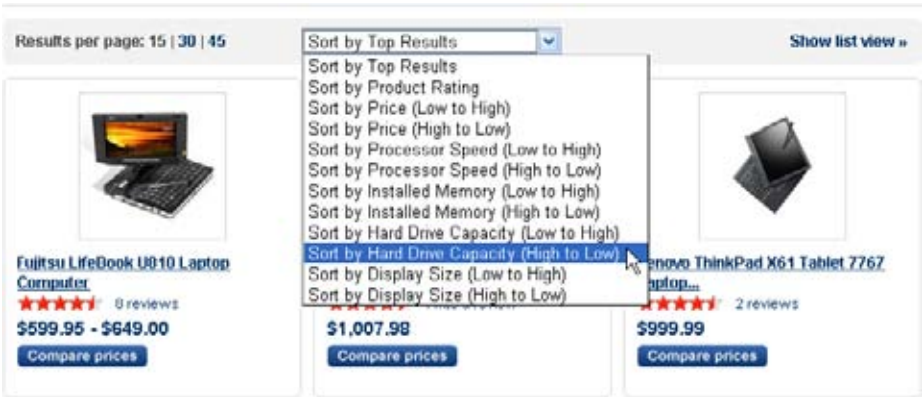 Results per page: 15 | 30 | 45
Sort by Top Results
Show list view »
Sort by Top Results
Sort by Product Rating
Sort by Price (Low to High)
Sort by Price (High to Low)
Sort by Processor Speed (Low to High)
Sort by Processor Speed (High to Low)
Sort by Installed Memory (Low to High)
Sort by Installed Memory (High to Low)
Sort by Hard Drive Capacity (Low to High)
Sort by Hard Drive Capacity (High to Low)
Sort by Display Size (Low to High)
Sort by Display Size (High to Low)
Fujitsu LifeBook U810 Laptop
Computer
8 reviews
$599.95 - $649.00
Compare prices
$1,007.98
Compare prices
enovo ThinkPad X61 Tablet 7767
aptop...
2 reviews
$999.99
Compare prices